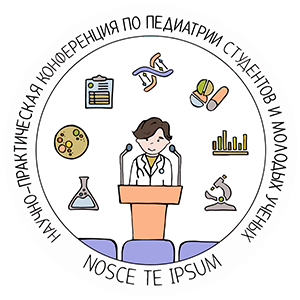 НАУЧНО-ПРАКТИЧЕСКАЯ КОНФЕРЕНЦИЯ ПО ПЕДИАТРИИ СТУДЕНТОВ И МОЛОДЫХ УЧЕНЫХ
NOSCE TE IPSUM